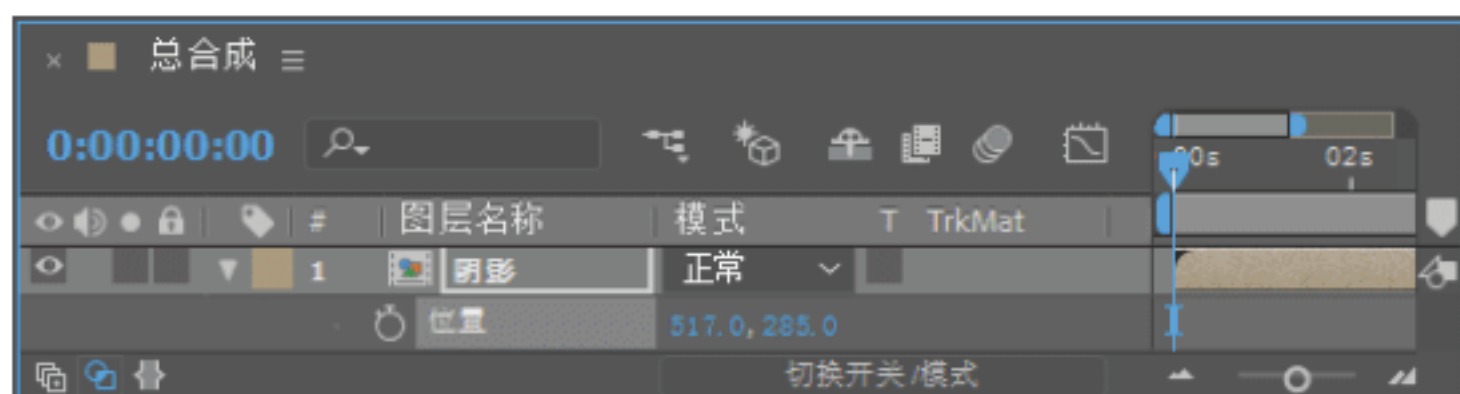 总合成
0:00:00:00
00s 02s
# 图层名称 模式 T TrkMat
1 阴影 正常
位置 517.0, 285.0
切换开关/模式